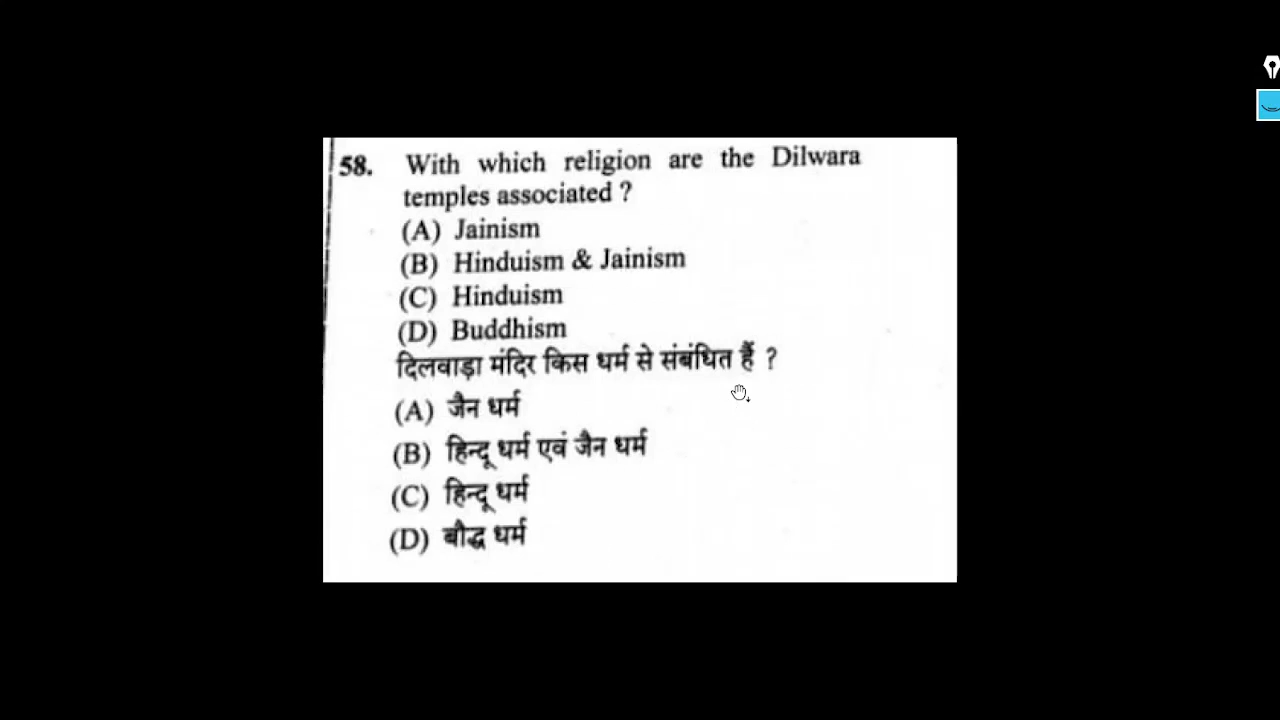 58. With which religion are the Dilwara
temples associated ?
(A) Jainism
(B) Hinduism & Jainism
(C) Hinduism
(D) Buddhism
दिलवाड़ा मंदिर किस धर्म से संबंधित हैं ?
(A) जैन धर्म
(B) हिन्दू धर्म एवं जैन धर्म
(C) हिन्दू धर्म
(D) बौद्ध धर्म